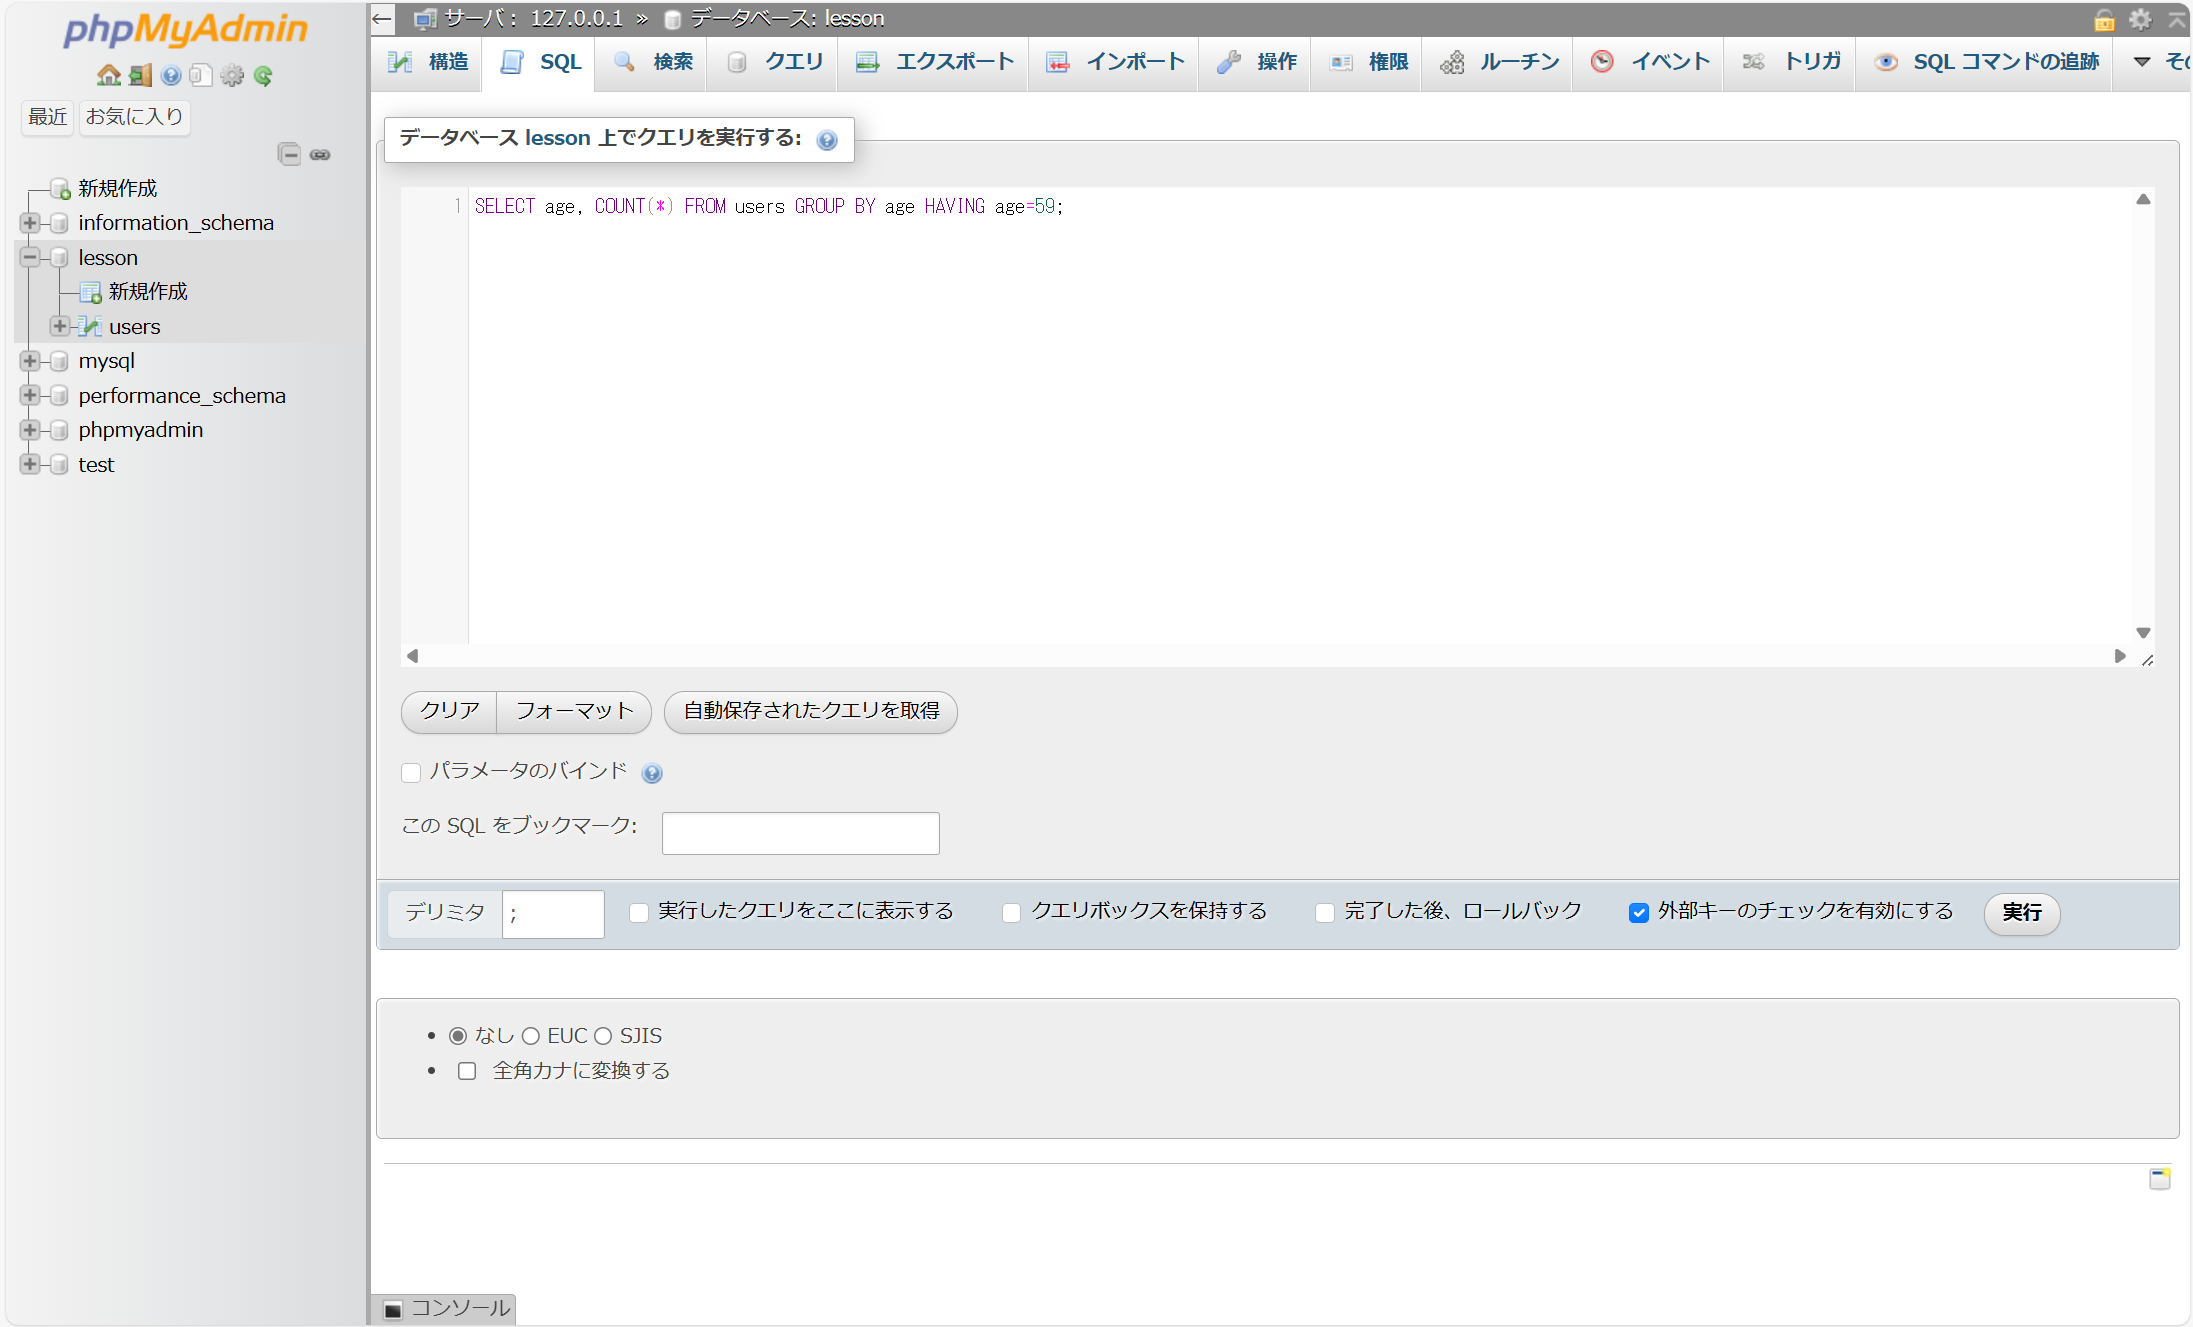 phpMyAdmin
最近 お気に入り
新規作成
information_schema
lesson
新規作成
users
mysql
performance_schema
phpmyadmin
test
← サーバ: 127.0.0.1 » データベース: lesson
構造 SQL 検索 クエリ エクスポート インポート 操作 権限 ルーチン イベント トリガ SQL コマンドの追跡 ▼ その
データベース lesson 上でクエリを実行する:
1 SELECT age, COUNT(*) FROM users GROUP BY age HAVING age=59;
クリア フォーマット 自動保存されたクエリを取得
パラメータのバインド
この SQL をブックマーク:
デリミタ ; 実行したクエリをここに表示する クエリボックスを保持する 完了した後、ロールバック 外部キーのチェックを有効にする 実行
• なし EUC SJIS
• 全角カナに変換する
コンソール